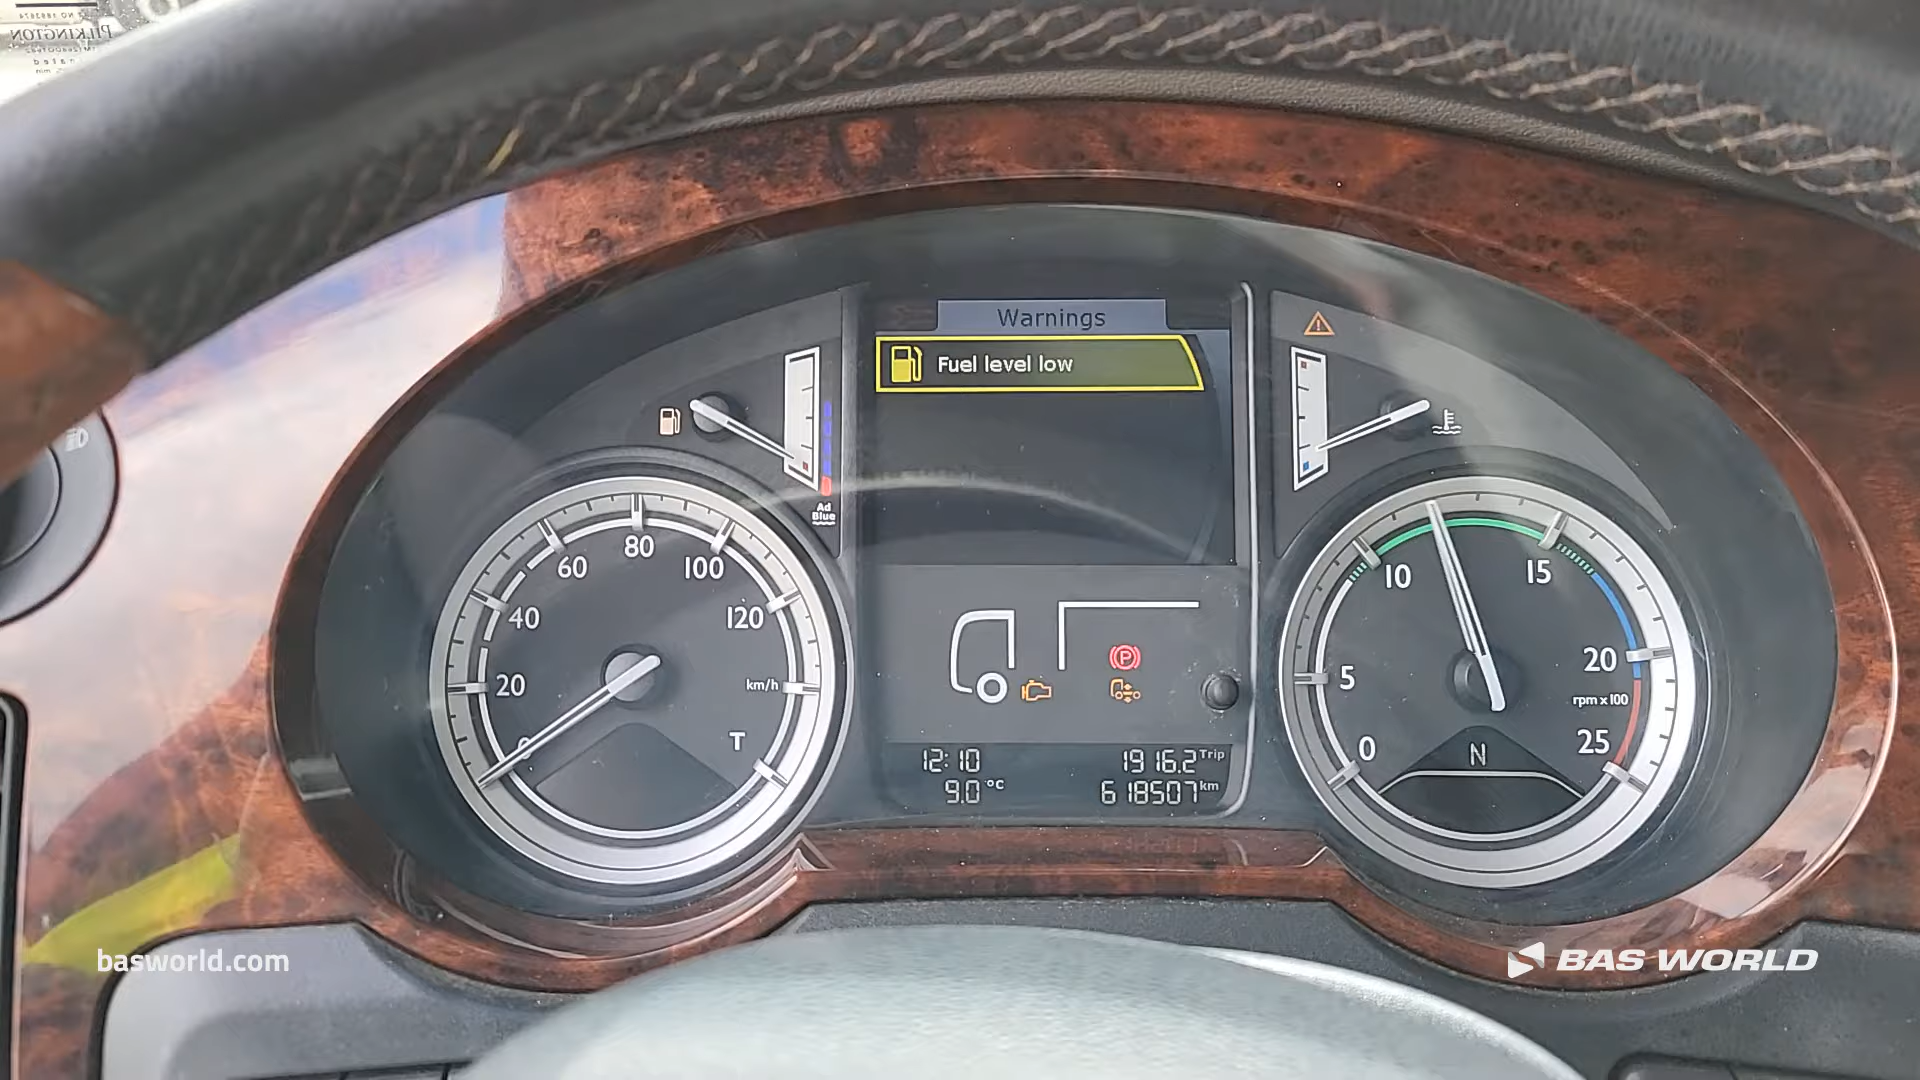 PILKINGTON
Warnings
Fuel level low
Ad
Blue
0
20
40
60
80
100
120
km/h
T
12:10
1916.2 Trip
9.0 °C
618507 km
P
0
5
10
15
20
25
rpm x 100
N
basworld.com
BAS WORLD